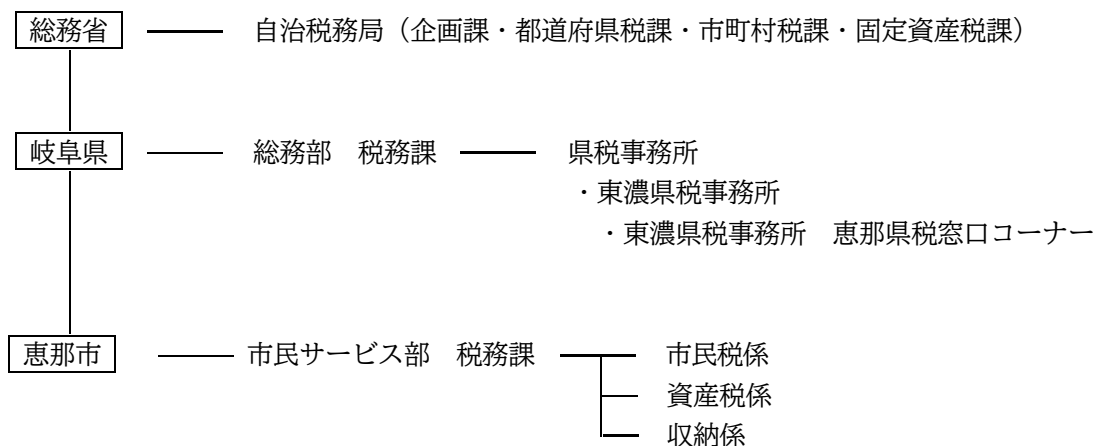 総務省 自治税務局（企画課・都道府県税課・市町村税課・固定資産税課）
岐阜県 総務部　税務課 県税事務所
・東濃県税事務所
・東濃県税事務所　恵那県税窓口コーナー
恵那市 市民サービス部　税務課 市民税係
資産税係
収納係